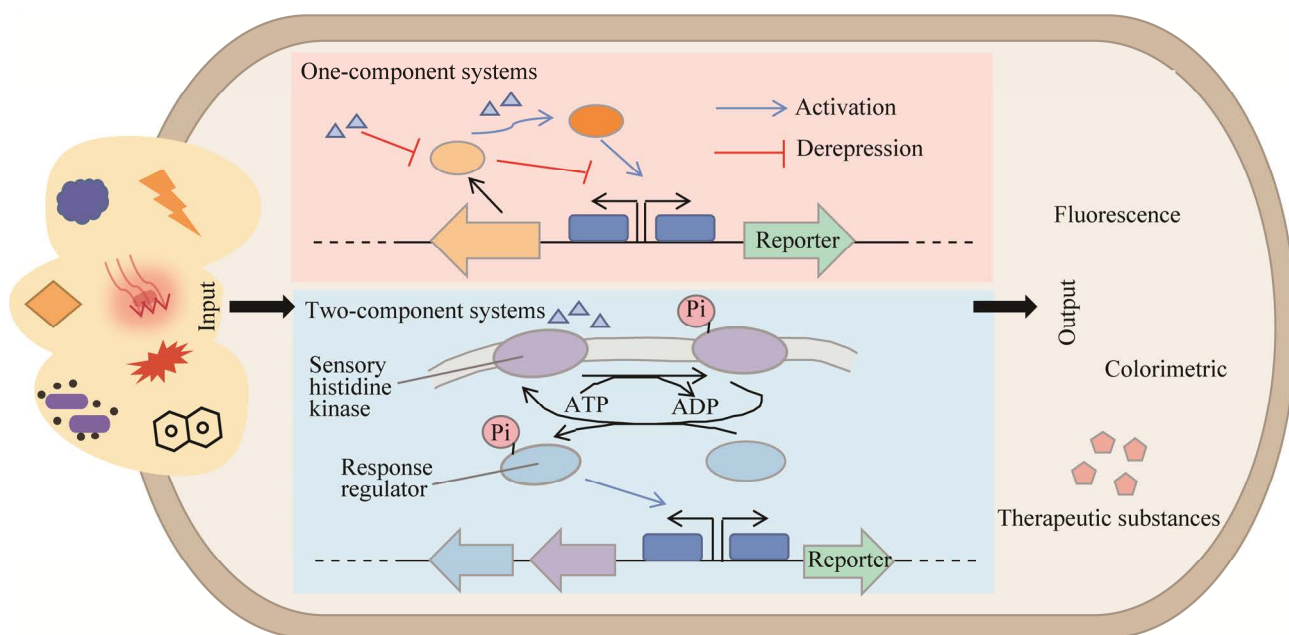 One-component systems
Activation
Derepression
Reporter
Input
Two-component systems
Pi
Sensory
histidine
kinase
ATP
ADP
Pi
Response
regulator
Reporter
Output
Fluorescence
Colorimetric
Therapeutic substances